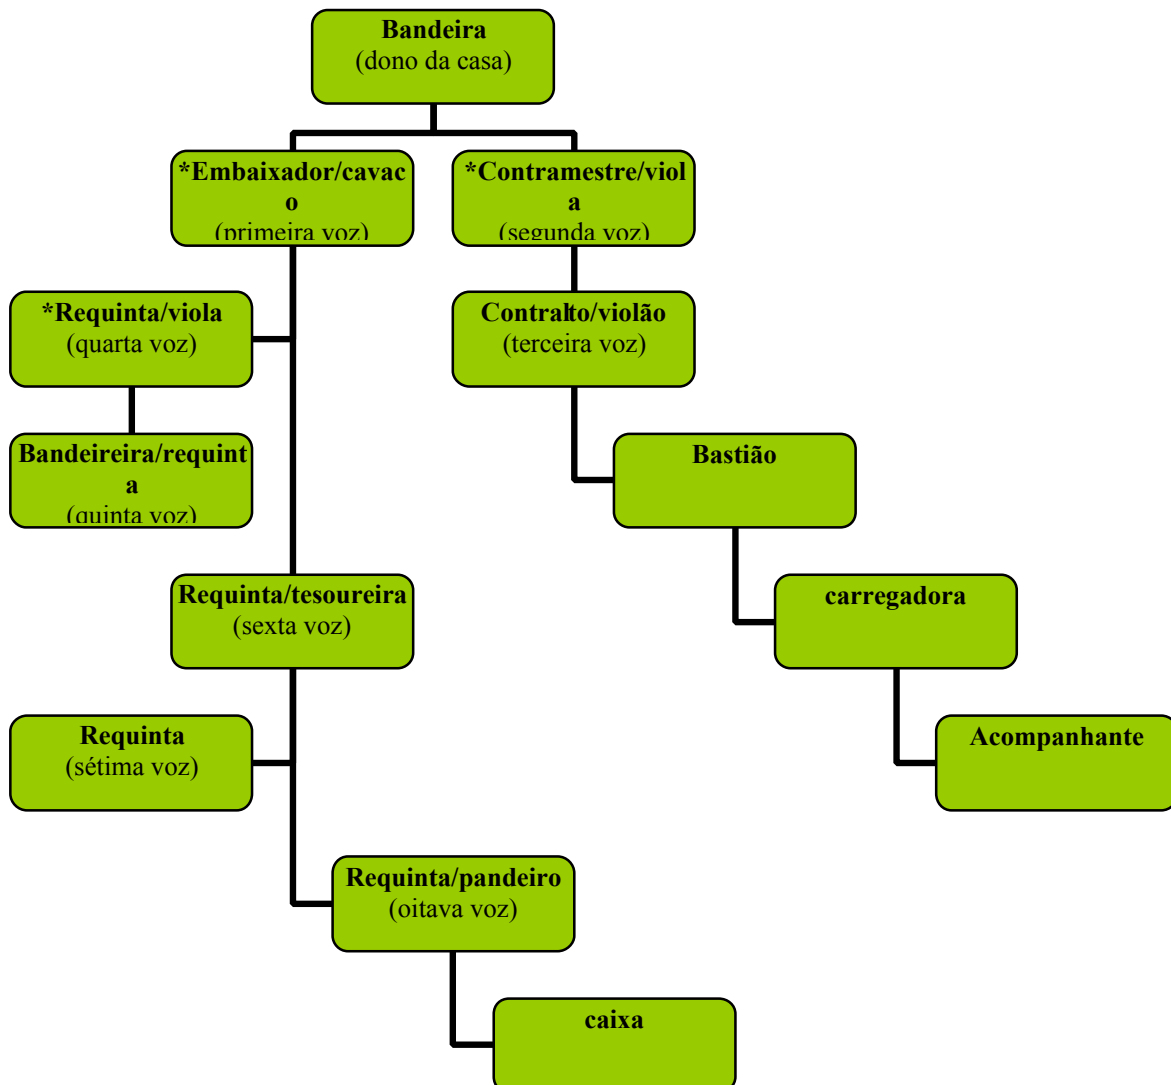 Bandeira
(dono da casa)
*Embaixador/cavac
o
(primeira voz)
*Contramestre/viol
a
(segunda voz)
*Requinta/viola
(quarta voz)
Contralto/violão
(terceira voz)
Bandeireira/requint
a
(quinta voz)
Bastião
Requinta/tesoureira
(sexta voz)
carregadora
Requinta
(sétima voz)
Acompanhante
Requinta/pandeiro
(oitava voz)
caixa